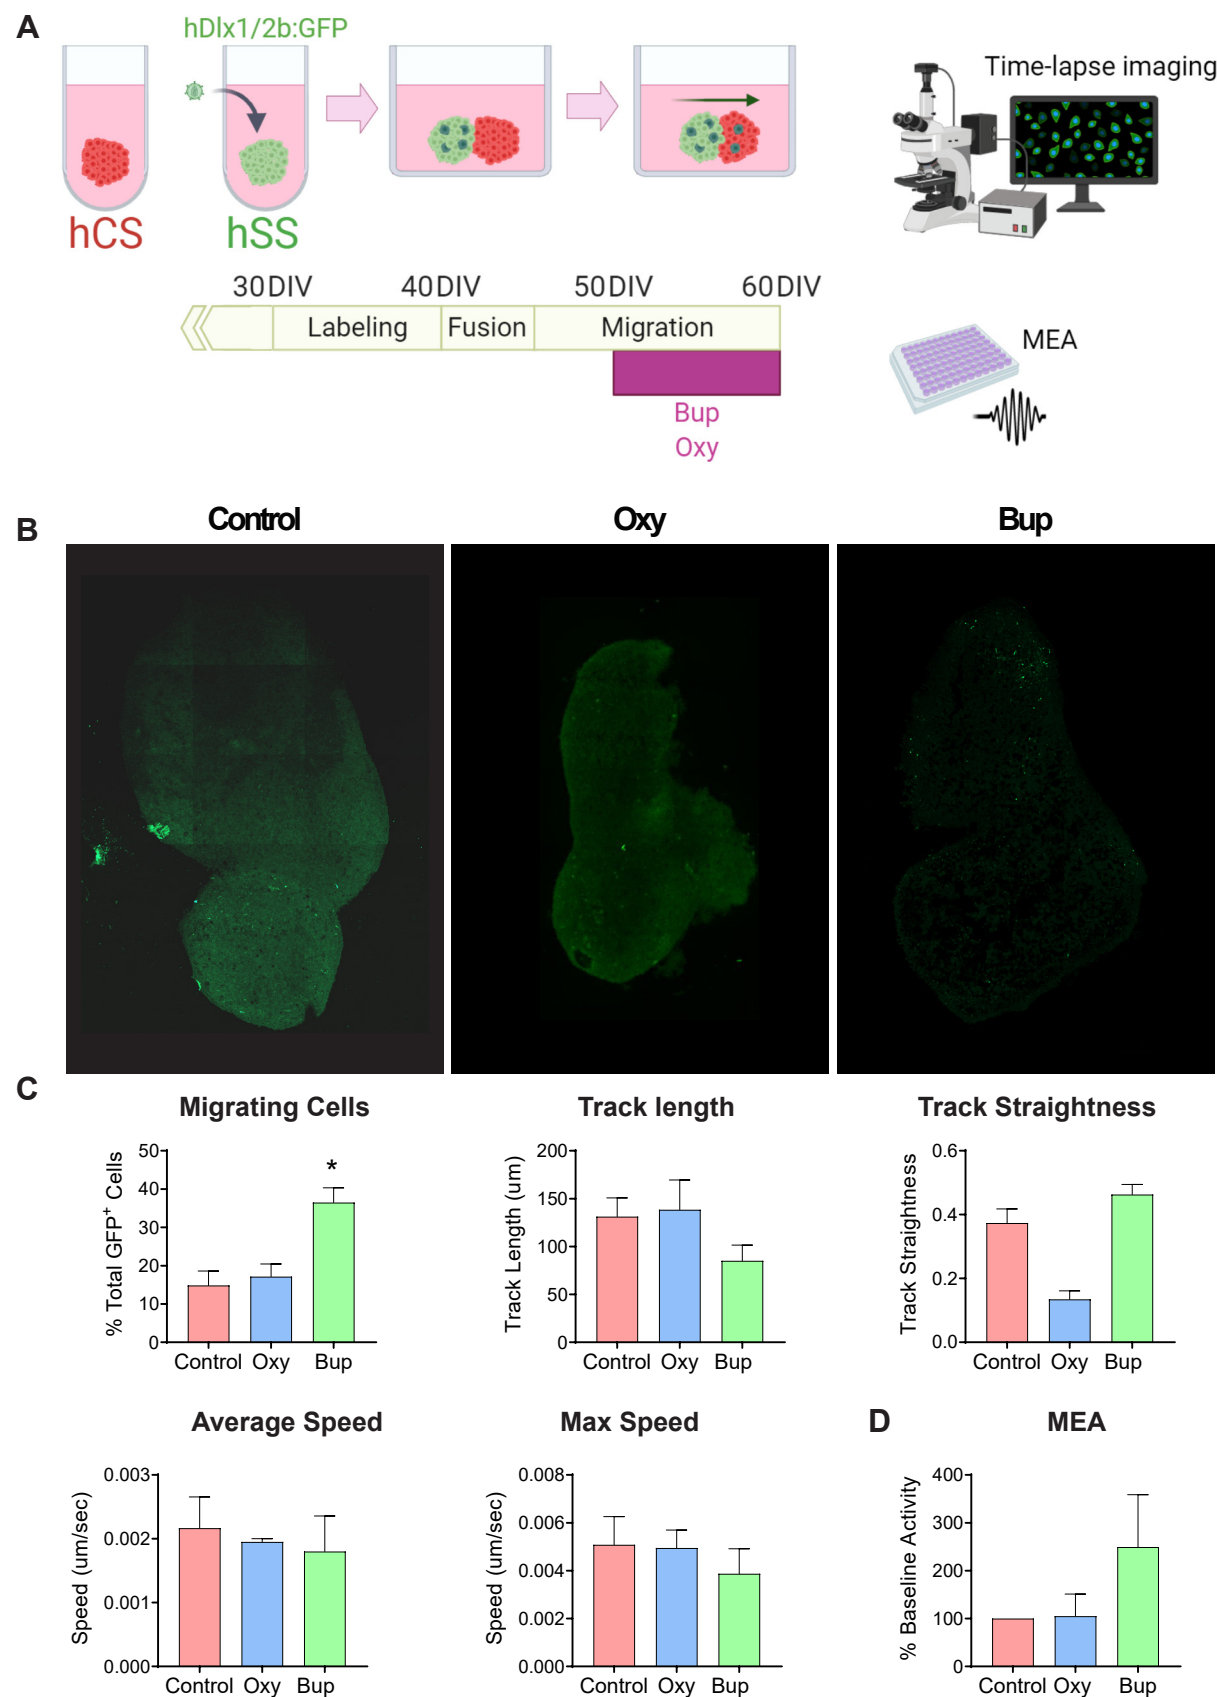 A
hDlx1/2b:GFP
Time-lapse imaging
hCS
hSS
30DIV 40DIV 50DIV 60DIV
Labeling Fusion Migration
MEA
Bup
Oxy
B
Control Oxy Bup
C
Migrating Cells
% Total GFP+ Cells
50
40
30
20
10
0
Control Oxy Bup
*
Track length
Track Length (um)
200
150
100
50
0
Control Oxy Bup
Track Straightness
Track Straightness
0.6
0.4
0.2
0.0
Control Oxy Bup
Average Speed
Speed (um/sec)
0.003
0.002
0.001
0.000
Control Oxy Bup
Max Speed
Speed (um/sec)
0.008
0.006
0.004
0.002
0.000
Control Oxy Bup
D
MEA
% Baseline Activity
400
300
200
100
0
Control Oxy Bup